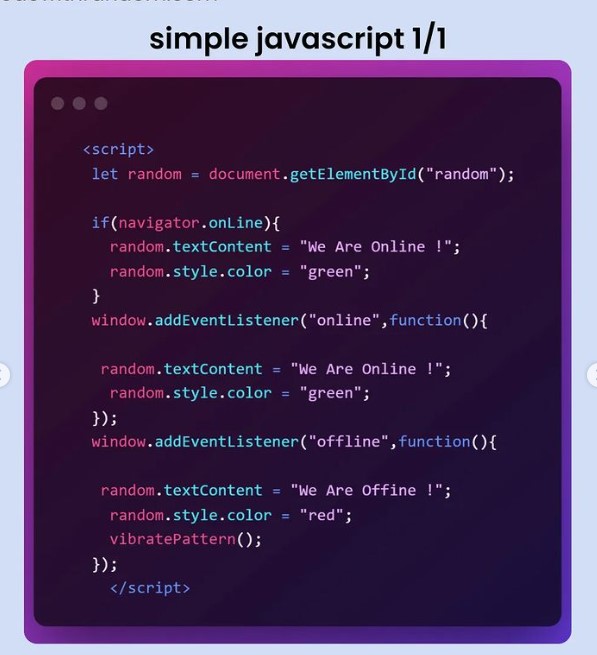 simple javascript 1/1
<script>
let random = document.getElementById("random");
if(navigator.onLine){
random.textContent = "We Are Online !";
random.style.color = "green";
}
window.addEventListener("online",function(){
random.textContent = "We Are Online !";
random.style.color = "green";
});
window.addEventListener("offline",function(){
random.textContent = "We Are Offine !";
random.style.color = "red";
vibratePattern();
});
</script>